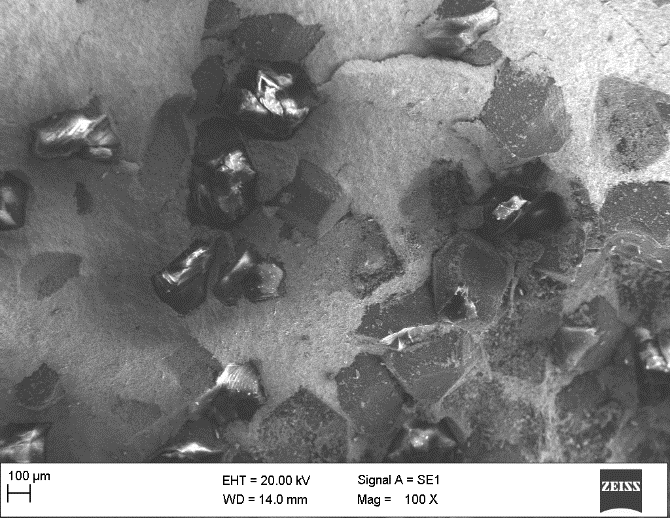 100 µm
EHT = 20.00 kV
Signal A = SE1
WD = 14.0 mm
Mag = 100 X
ZEISS